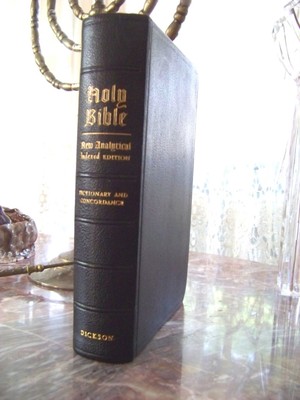 Holy
Bible
New Analytical
Indexed EDITION
DICTIONARY AND
CONCORDANCE
DICKSON